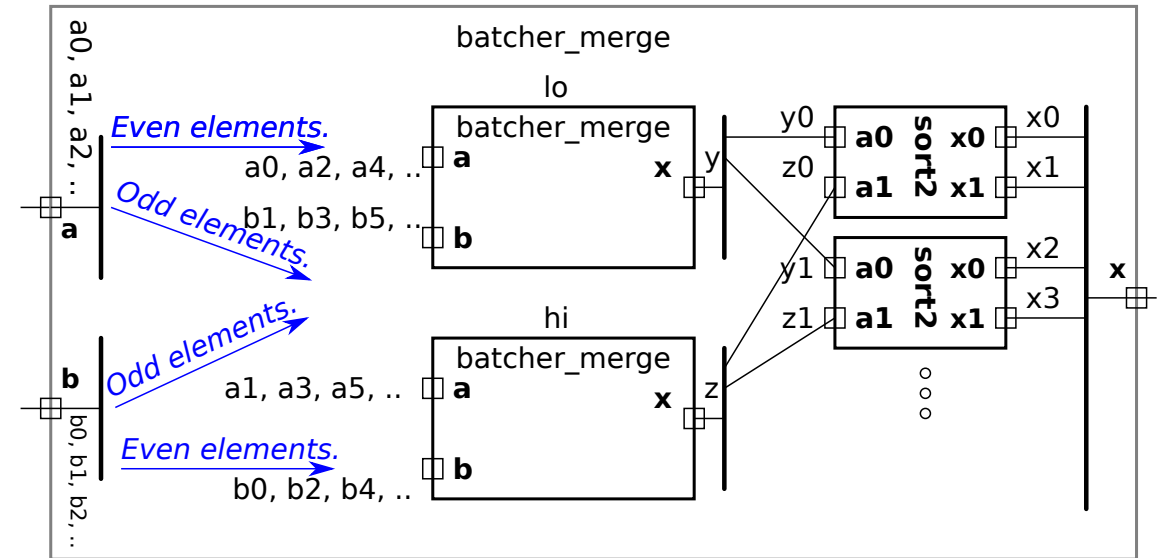 batcher_merge
a0, a1, a2, ..
a
Even elements.
Odd elements.
a0, a2, a4, ..
b1, b3, b5, ..
lo
batcher_merge
a
b
x
y
b
b0, b1, b2, ..
Odd elements.
Even elements.
a1, a3, a5, ..
b0, b2, b4, ..
hi
batcher_merge
a
b
x
z
y0
z0
a0
a1
sort2
x0
x1
x0
x1
y1
z1
a0
a1
sort2
x0
x1
x2
x3
x